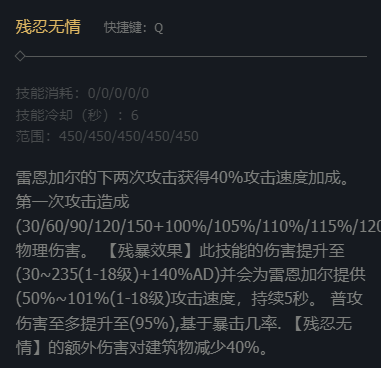 残忍无情 快捷键：Q
技能消耗：0/0/0/0/0
技能冷却（秒）：6
范围：450/450/450/450/450
雷恩加尔的下两次攻击获得40%攻击速度加成。
第一次攻击造成
(30/60/90/120/150+100%/105%/110%/115%/120
物理伤害。 【残暴效果】此技能的伤害提升至
(30~235(1-18级)+140%AD)并会为雷恩加尔提供
(50%~101%(1-18级)攻击速度，持续5秒。 普攻
伤害至多提升至(95%),基于暴击几率. 【残忍无
情】的额外伤害对建筑物减少40%。